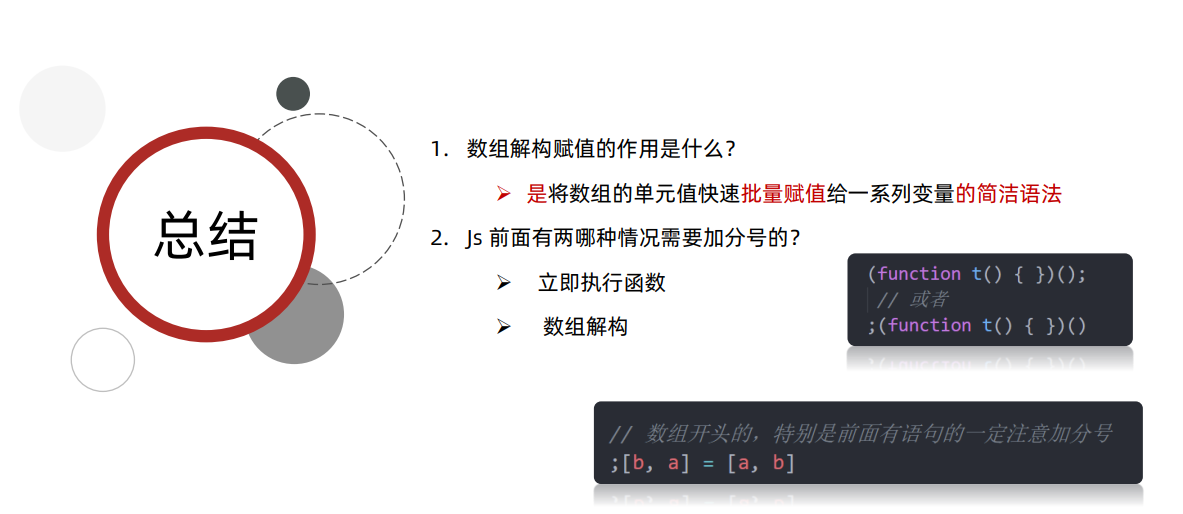 总结
1. 数组解构赋值的作用是什么？
➢ 是将数组的单元值快速批量赋值给一系列变量的简洁语法
2. Js 前面有两哪种情况需要加分号的？
➢ 立即执行函数
➢ 数组解构
(function t() { })();
// 或者
;(function t() { })()
// 数组开头的，特别是前面有语句的一定注意加分号
;[b, a] = [a, b]